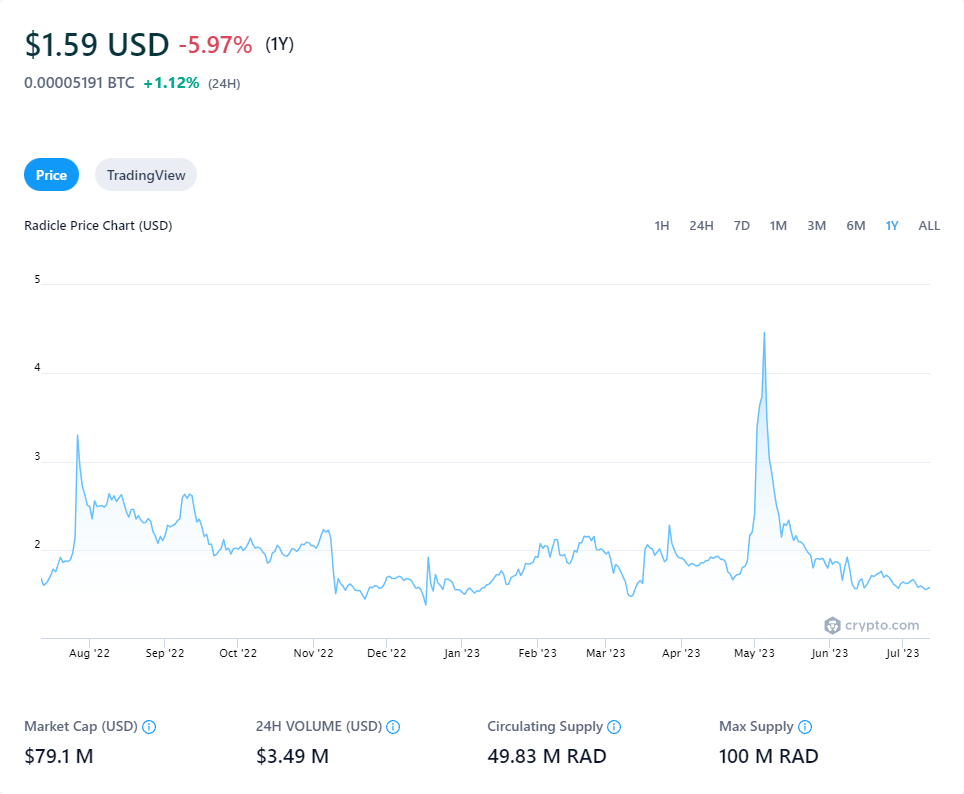 $1.59 USD -5.97% (1Y)
0.00005191 BTC +1.12% (24H)
Price TradingView
Radicle Price Chart (USD) 1H 24H 7D 1M 3M 6M 1Y ALL
5
4
3
2
crypto.com
Aug '22 Sep '22 Oct '22 Nov '22 Dec '22 Jan '23 Feb '23 Mar '23 Apr '23 May '23 Jun '23 Jul '23
Market Cap (USD) 24H VOLUME (USD) Circulating Supply Max Supply
$79.1 M $3.49 M 49.83 M RAD 100 M RAD